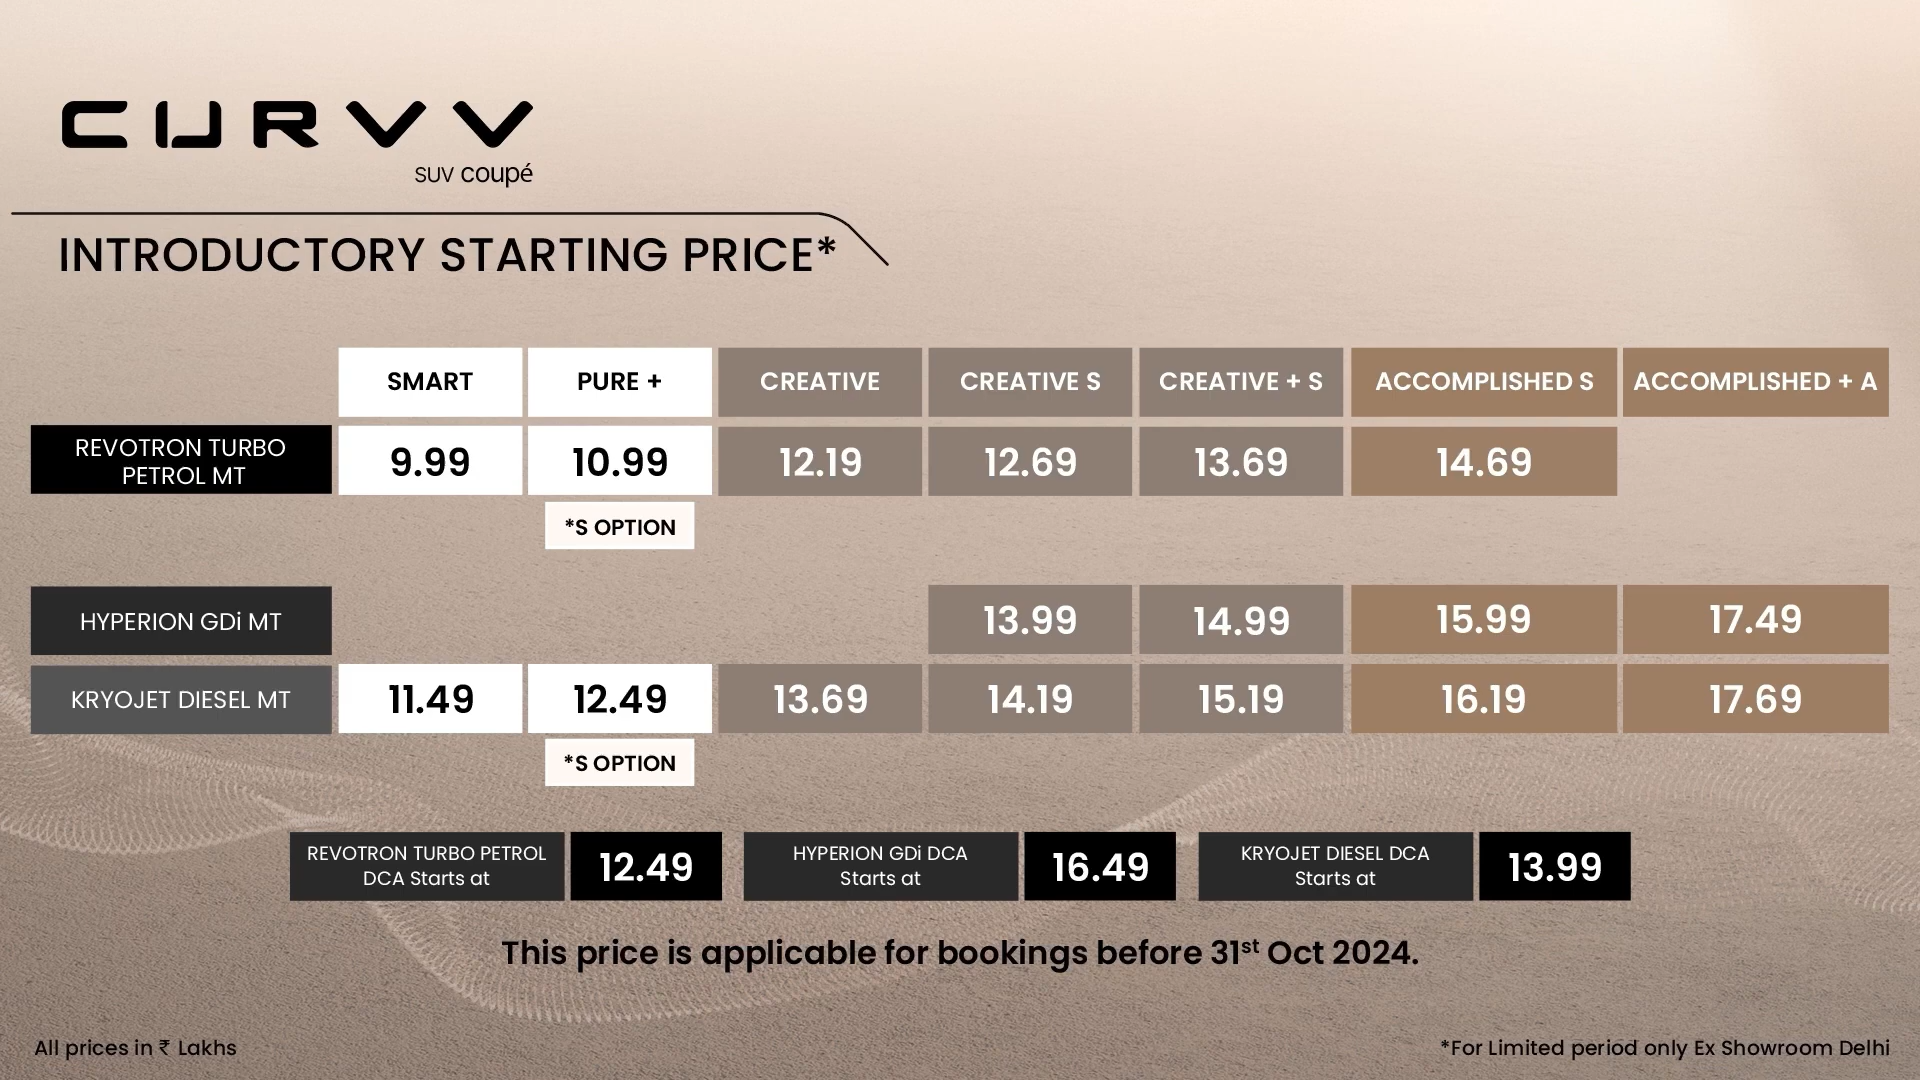 CURVV
SUV coupé
INTRODUCTORY STARTING PRICE*
SMART PURE + CREATIVE CREATIVE S CREATIVE + S ACCOMPLISHED S ACCOMPLISHED + A
REVOTRON TURBO
PETROL MT
9.99 10.99 12.19 12.69 13.69 14.69
*S OPTION
HYPERION GDi MT 13.99 14.99 15.99 17.49
KRYOJET DIESEL MT 11.49 12.49 13.69 14.19 15.19 16.19 17.69
*S OPTION
REVOTRON TURBO PETROL
DCA Starts at
12.49
HYPERION GDi DCA
Starts at
16.49
KRYOJET DIESEL DCA
Starts at
13.99
This price is applicable for bookings before 31st Oct 2024.
All prices in ₹ Lakhs
*For Limited period only Ex Showroom Delhi